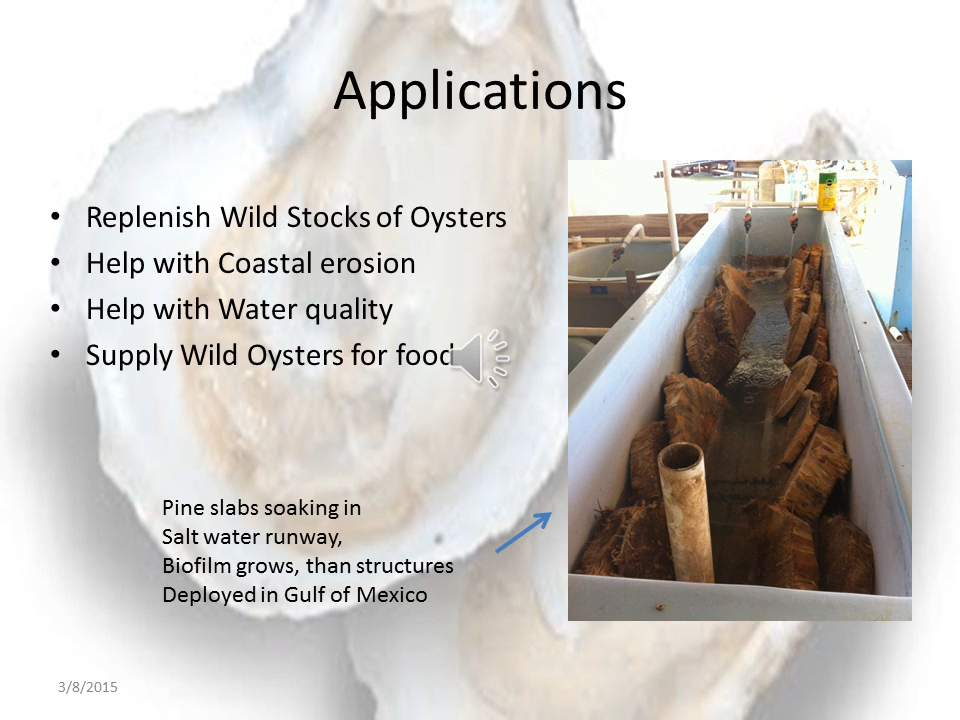 Applications
• Replenish Wild Stocks of Oysters
• Help with Coastal erosion
• Help with Water quality
• Supply Wild Oysters for food
Pine slabs soaking in
Salt water runway,
Biofilm grows, than structures
Deployed in Gulf of Mexico
3/8/2015